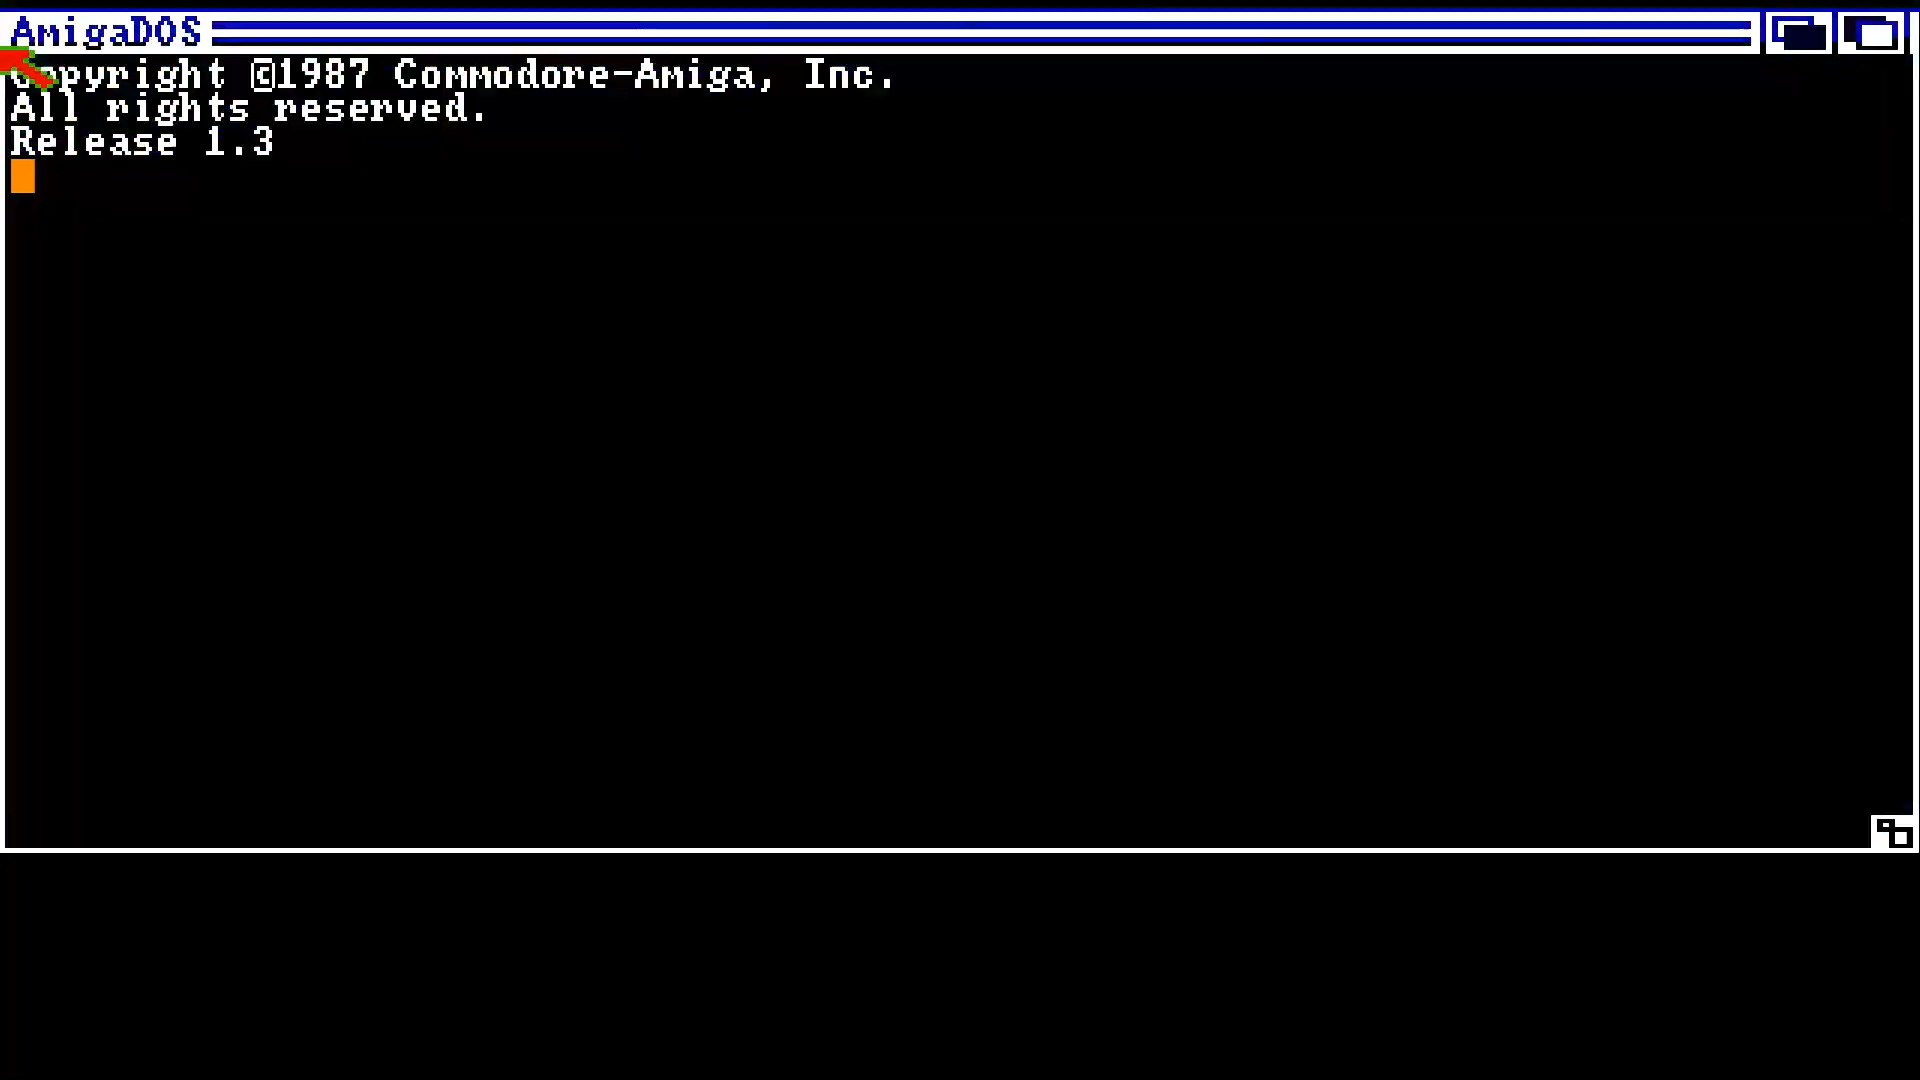 AmigaDOS
Copyright ©1987 Commodore-Amiga, Inc.
All rights reserved.
Release 1.3